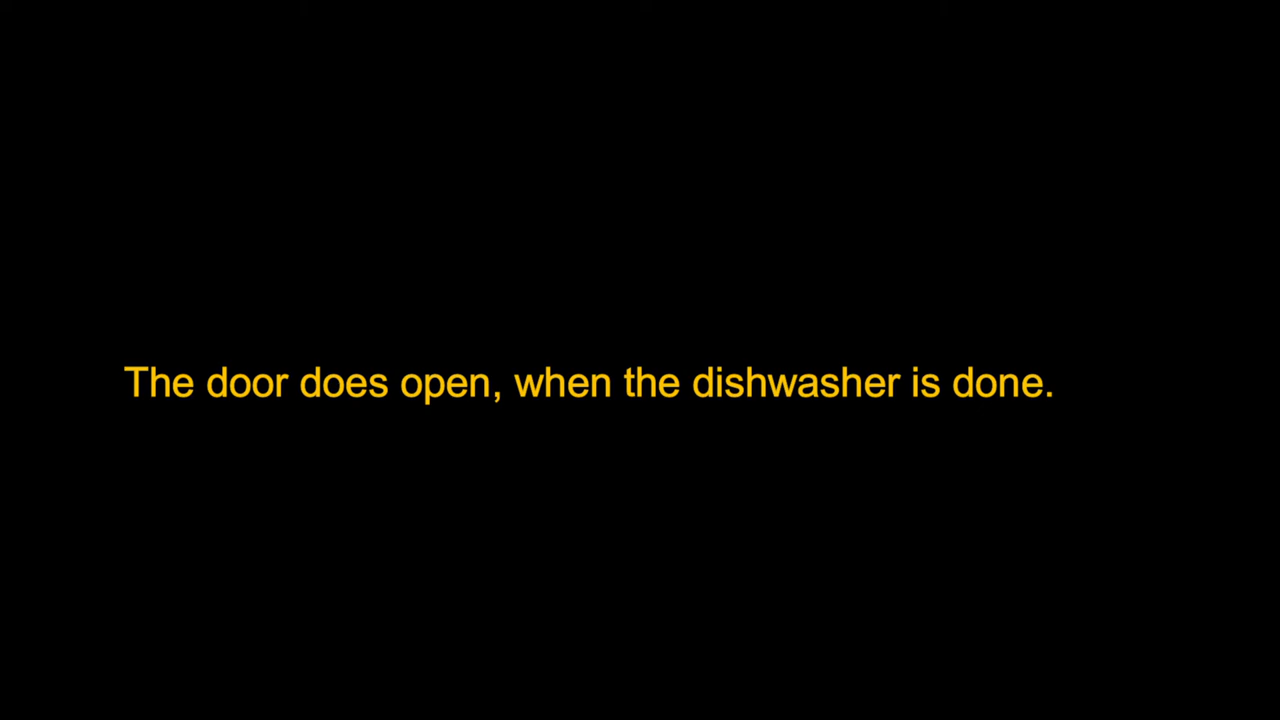 The door does open, when the dishwasher is done.